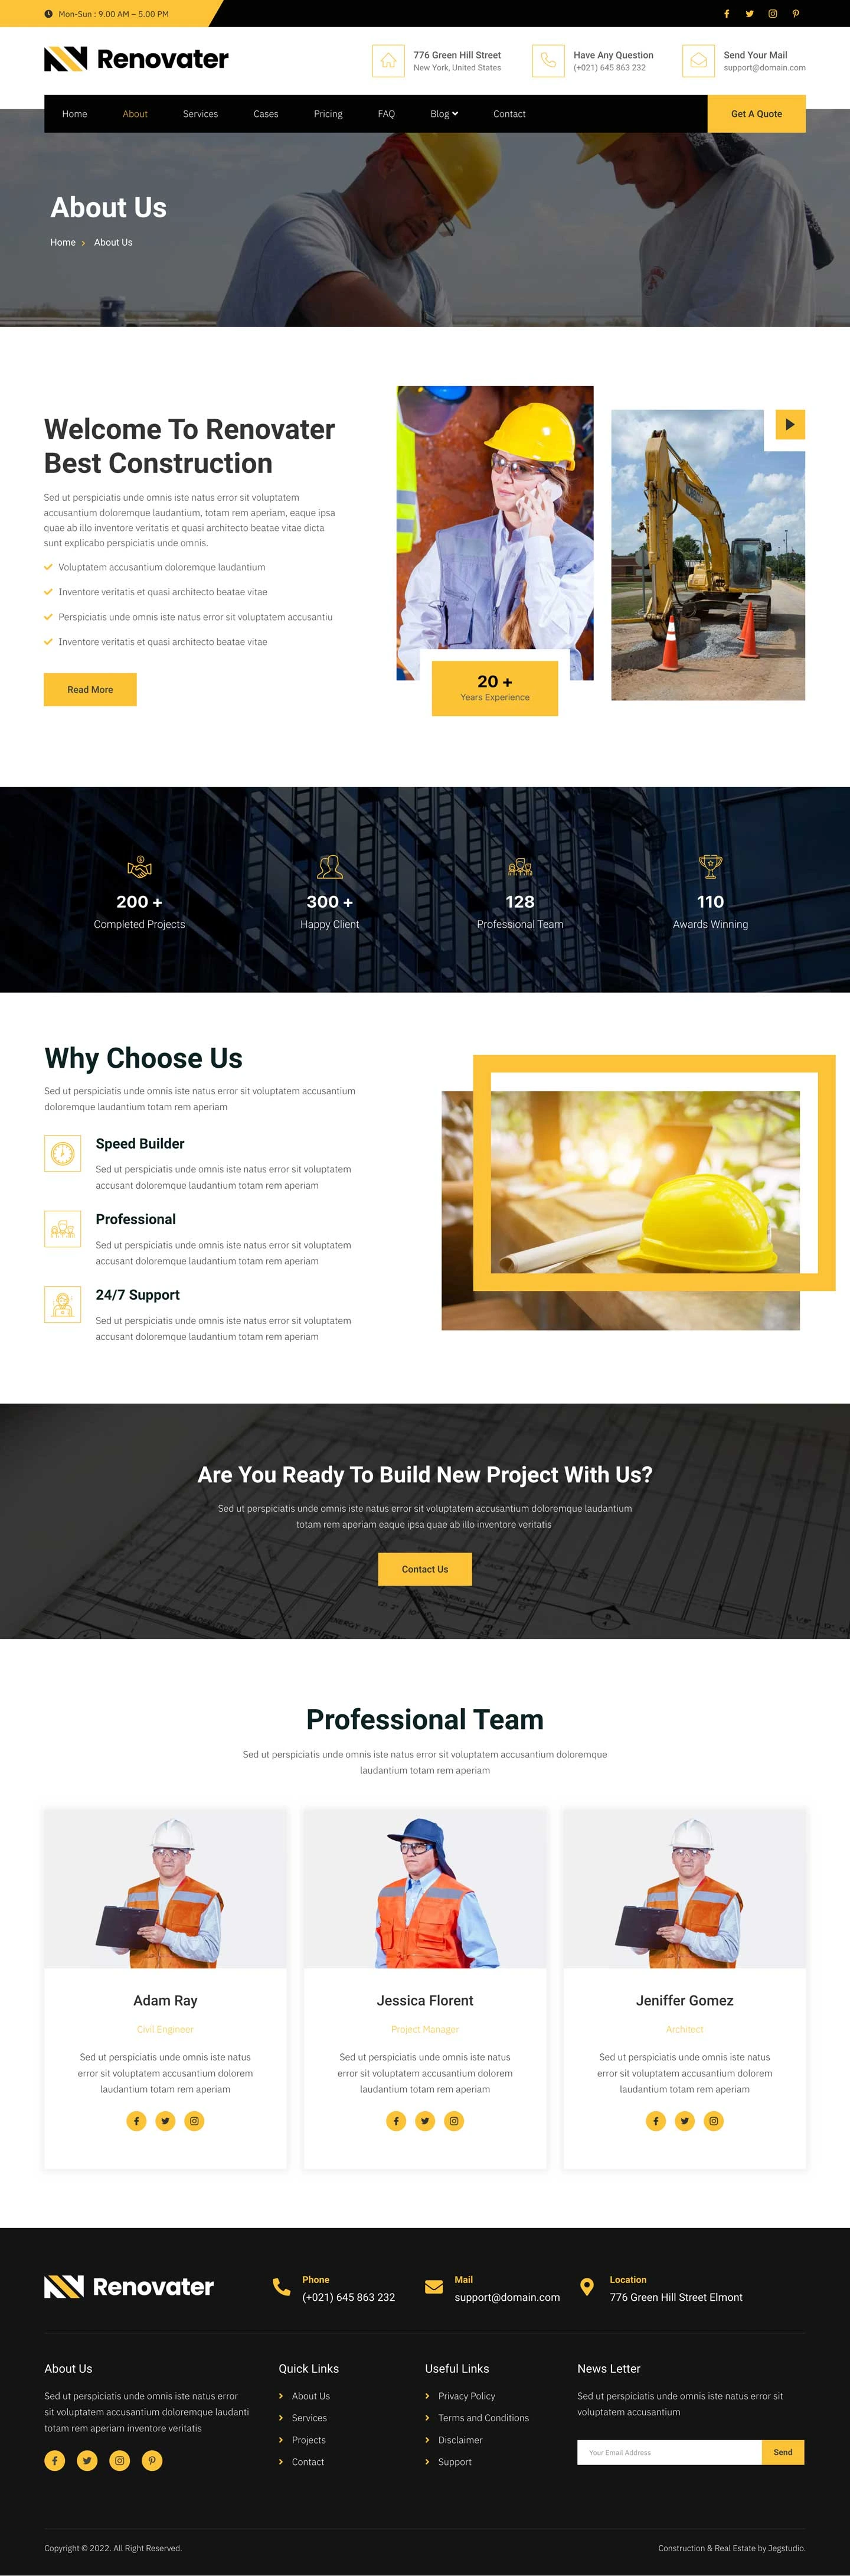 Mon-Sun : 9.00 AM – 5.00 PM
Renovater
776 Green Hill Street
New York, United States
Have Any Question
(+021) 645 863 232
Send Your Mail
support@domain.com
Home
About
Services
Cases
Pricing
FAQ
Blog
Contact
Get A Quote
About Us
Home
About Us
Welcome To Renovater
Best Construction
Sed ut perspiciatis unde omnis iste natus error sit voluptatem
accusantium doloremque laudantium, totam rem aperiam, eaque ipsa
quae ab illo inventore veritatis et quasi architecto beatae vitae dicta
sunt explicabo perspiciatis unde omnis.
Voluptatem accusantium doloremque laudantium
Inventore veritatis et quasi architecto beatae vitae
Perspiciatis unde omnis iste natus error sit voluptatem accusantiu
Inventore veritatis et quasi architecto beatae vitae
Read More
20 +
Years Experience
200 +
Completed Projects
300 +
Happy Client
128
Professional Team
110
Awards Winning
Why Choose Us
Sed ut perspiciatis unde omnis iste natus error sit voluptatem accusantium
doloremque laudantium totam rem aperiam
Speed Builder
Sed ut perspiciatis unde omnis iste natus error sit voluptatem
accusant doloremque laudantium totam rem aperiam
Professional
Sed ut perspiciatis unde omnis iste natus error sit voluptatem
accusant doloremque laudantium totam rem aperiam
24/7 Support
Sed ut perspiciatis unde omnis iste natus error sit voluptatem
accusant doloremque laudantium totam rem aperiam
Are You Ready To Build New Project With Us?
Sed ut perspiciatis unde omnis iste natus error sit voluptatem accusantium doloremque laudantium
totam rem aperiam eaque ipsa quae ab illo inventore veritatis
Contact Us
Professional Team
Sed ut perspiciatis unde omnis iste natus error sit voluptatem accusantium doloremque
laudantium totam rem aperiam
Adam Ray
Civil Engineer
Sed ut perspiciatis unde omnis iste natus
error sit voluptatem accusantium dolorem
laudantium totam rem aperiam
Jessica Florent
Project Manager
Sed ut perspiciatis unde omnis iste natus
error sit voluptatem accusantium dolorem
laudantium totam rem aperiam
Jeniffer Gomez
Architect
Sed ut perspiciatis unde omnis iste natus
error sit voluptatem accusantium dolorem
laudantium totam rem aperiam
Renovater
Phone
(+021) 645 863 232
Mail
support@domain.com
Location
776 Green Hill Street Elmont
About Us
Sed ut perspiciatis unde omnis iste natus error
sit voluptatem accusantium doloremque laudanti
totam rem aperiam inventore veritatis
Quick Links
About Us
Services
Projects
Contact
Useful Links
Privacy Policy
Terms and Conditions
Disclaimer
Support
News Letter
Sed ut perspiciatis unde omnis iste natus error sit
voluptatem accusantium
Your Email Address
Send
Copyright © 2022. All Right Reserved.
Construction & Real Estate by Jegstudio.